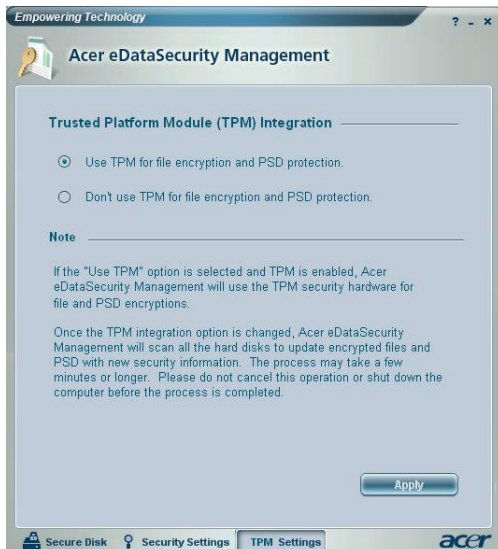 Empowering Technology
? - x
Acer eDataSecurity Management
Trusted Platform Module (TPM) Integration
Use TPM for file encryption and PSD protection.
Don't use TPM for file encryption and PSD protection.
Note
If the "Use TPM" option is selected and TPM is enabled, Acer
eDataSecurity Management will use the TPM security hardware for
file and PSD encryptions.
Once the TPM integration option is changed, Acer eDataSecurity
Management will scan all the hard disks to update encrypted files and
PSD with new security information. The process may take a few
minutes or longer. Please do not cancel this operation or shut down the
computer before the process is completed.
Apply
Secure Disk Security Settings TPM Settings acer